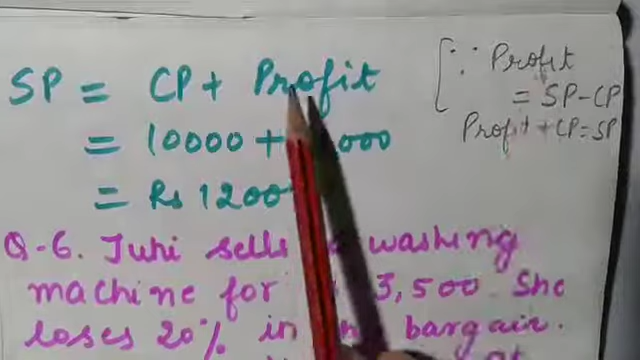 SP = CP + Profit
= 10000 + 000
= Rs 1200
[∵ Profit
= SP-CP
Profit + CP = SP
Q-6. Juhi sells washing
machine for 3,500. She
loses 20% in bargain.